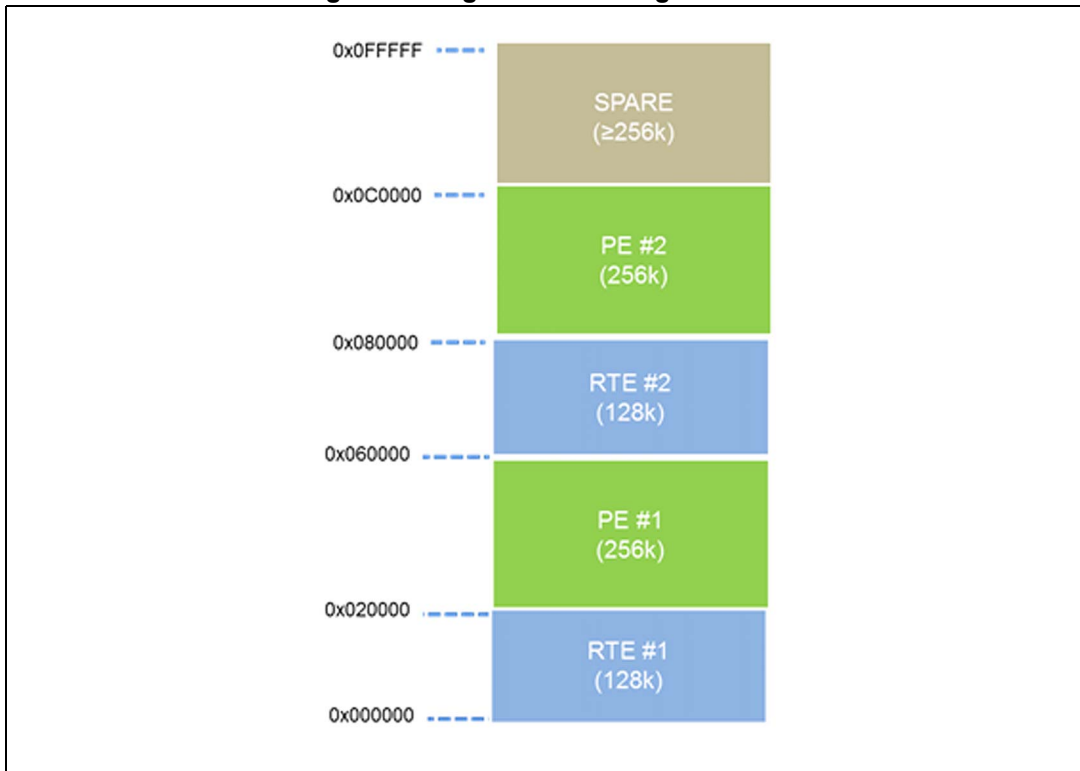 0x0FFFFF
SPARE
(≥256k)
0x0C0000
PE #2
(256k)
0x080000
RTE #2
(128k)
0x060000
PE #1
(256k)
0x020000
RTE #1
(128k)
0x000000